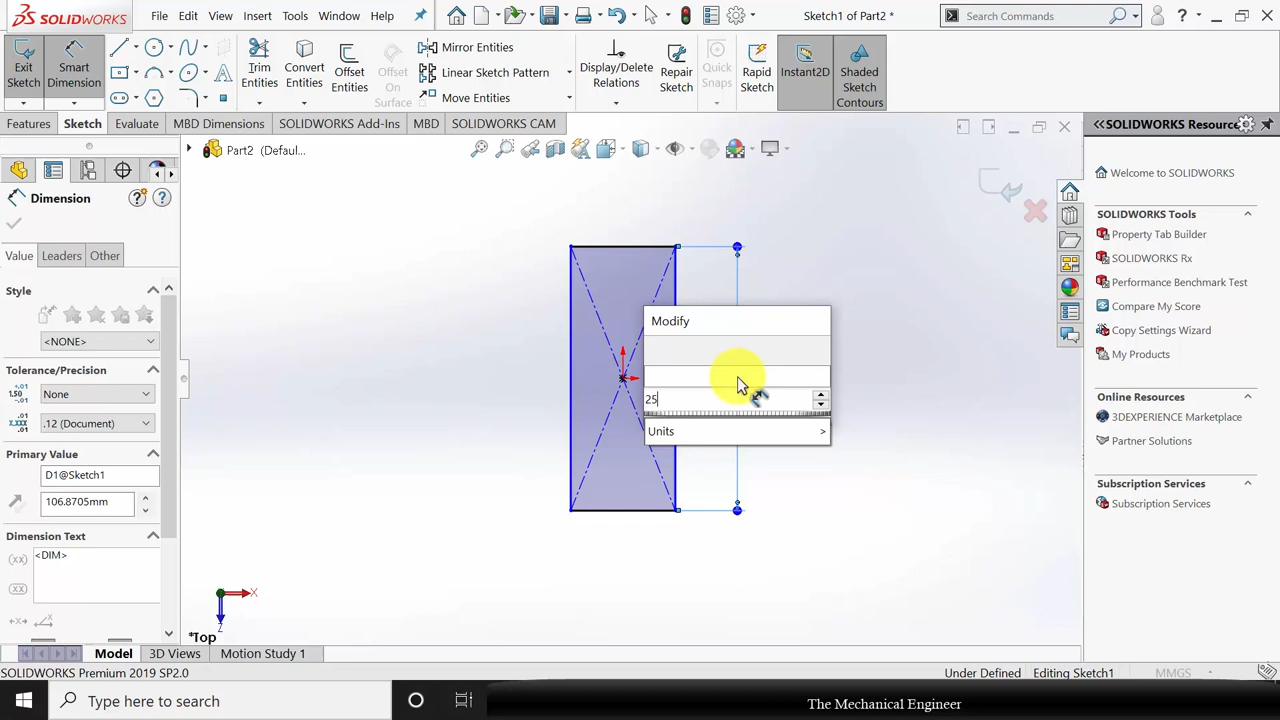 SOLIDWORKS File Edit View Insert Tools Window Help Sketch1 of Part2 * Search Commands ?
Exit Sketch
Smart Dimension
Trim Entities
Convert Entities
Offset Entities
Offset On Surface
Mirror Entities
Linear Sketch Pattern
Move Entities
Display/Delete Relations
Repair Sketch
Quick Snaps
Rapid Sketch
Instant2D
Shaded Sketch Contours
Features Sketch Evaluate MBD Dimensions SOLIDWORKS Add-Ins MBD SOLIDWORKS CAM
Part2 (Defaul...
Dimension
Value Leaders Other
Style
<NONE>
Tolerance/Precision
None
.12 (Document)
Primary Value
D1@Sketch1
106.8705mm
Dimension Text
<DIM>
Modify
25
Units >
X
Z
*Top
SOLIDWORKS Resource
Welcome to SOLIDWORKS
SOLIDWORKS Tools
Property Tab Builder
SOLIDWORKS Rx
Performance Benchmark Test
Compare My Score
Copy Settings Wizard
My Products
Online Resources
3DEXPERIENCE Marketplace
Partner Solutions
Subscription Services
Subscription Services
Model 3D Views Motion Study 1
SOLIDWORKS Premium 2019 SP2.0 Under Defined Editing Sketch1 MMGS
Type here to search
The Mechanical Engineer